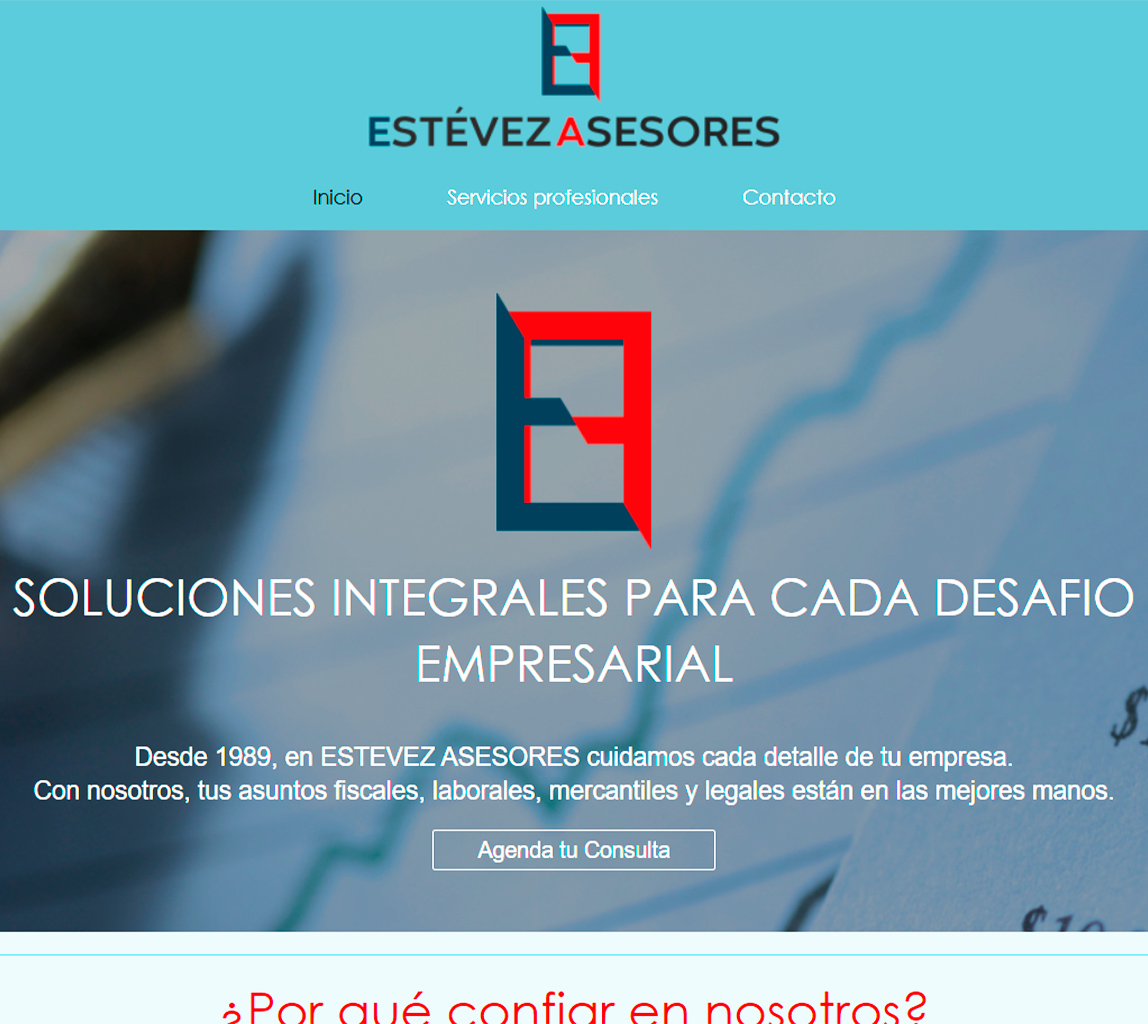 ESTÉVEZ ASESORES
Inicio Servicios profesionales Contacto
SOLUCIONES INTEGRALES PARA CADA DESAFIO
EMPRESARIAL
Desde 1989, en ESTEVEZ ASESORES cuidamos cada detalle de tu empresa.
Con nosotros, tus asuntos fiscales, laborales, mercantiles y legales están en las mejores manos.
Agenda tu Consulta
¿Por qué confiar en nosotros?